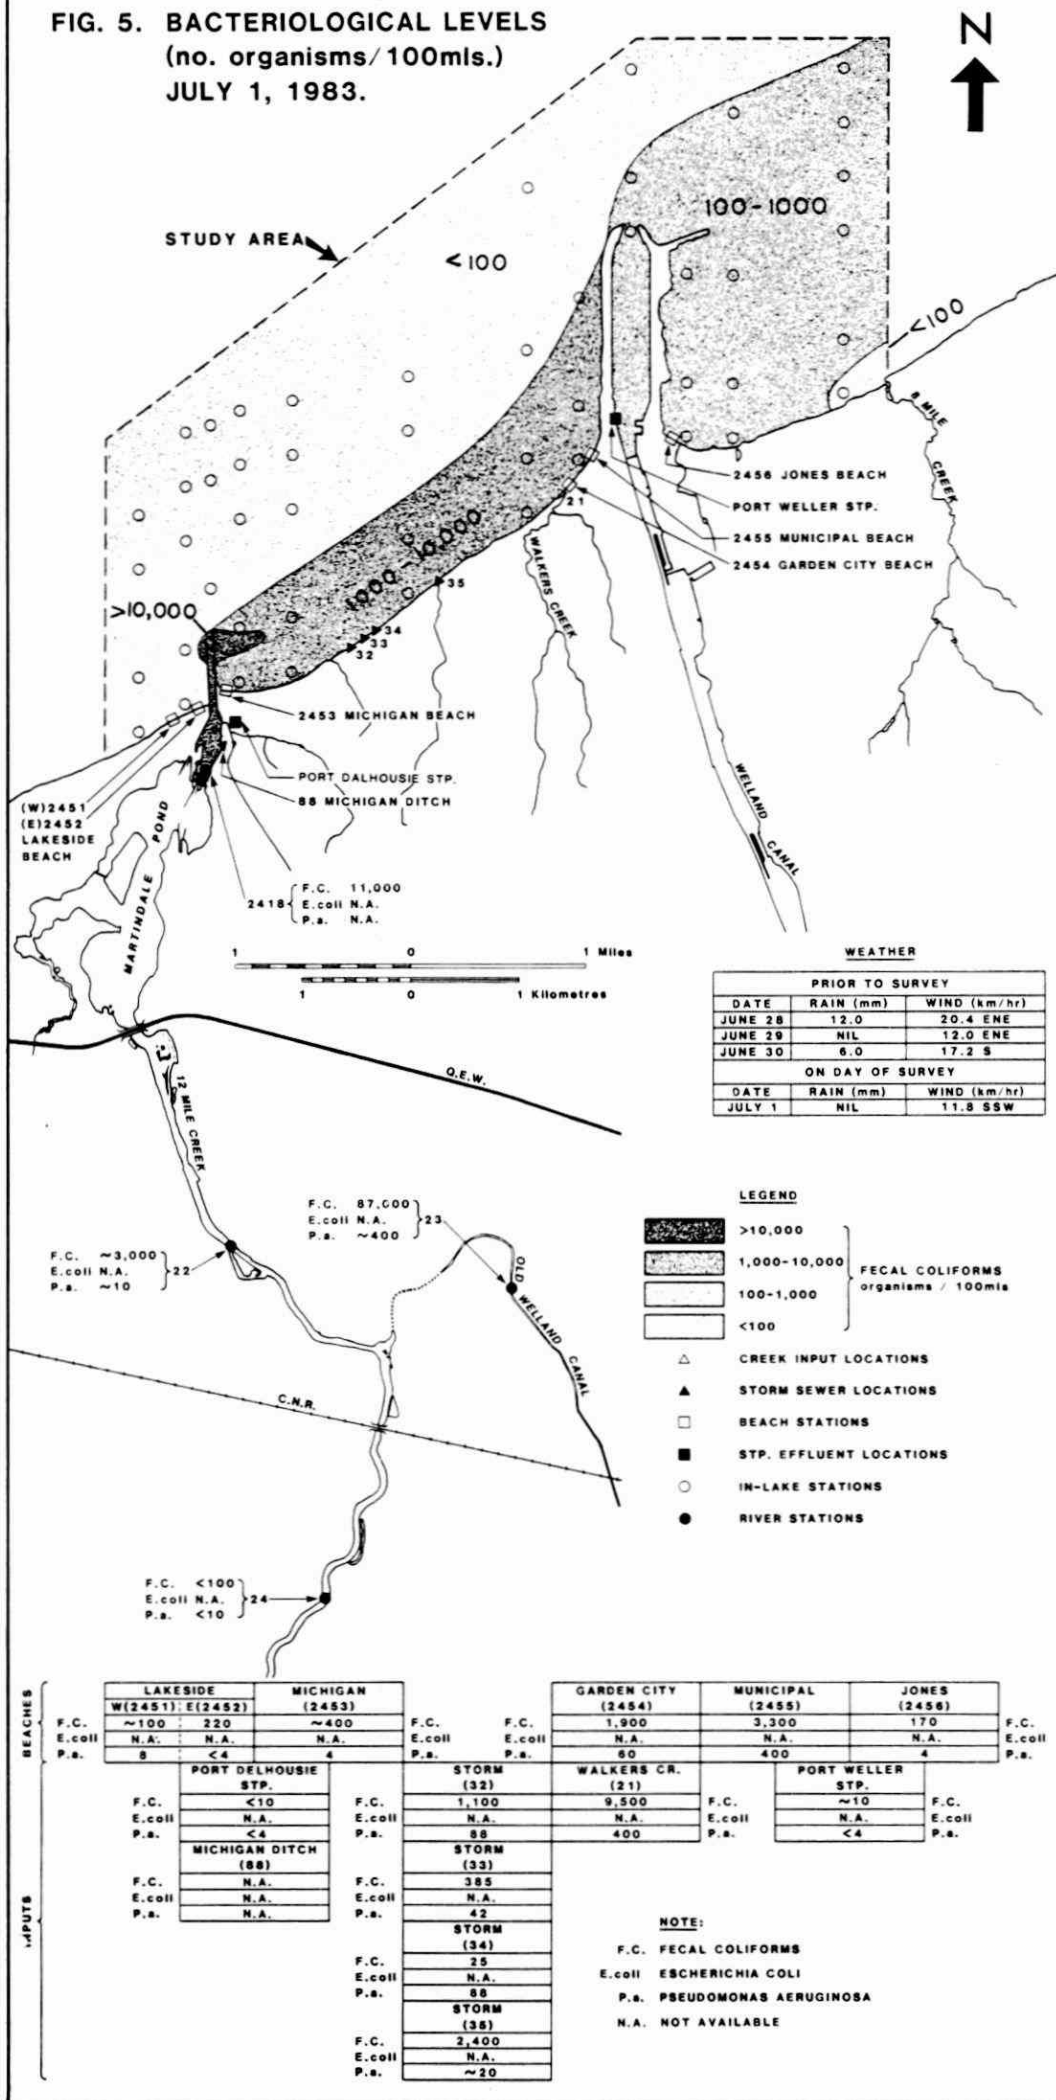 FIG. 5. BACTERIOLOGICAL LEVELS
(no. organisms/100mls.)
JULY 1, 1983.
N
STUDY AREA
<100
100-1000
<100
1000-10,000
>10,000
8 MILE CREEK
2456 JONES BEACH
PORT WELLER STP.
2455 MUNICIPAL BEACH
2454 GARDEN CITY BEACH
21
WALKERS CREEK
35
34
33
32
2453 MICHIGAN BEACH
PORT DALHOUSIE STP.
88 MICHIGAN DITCH
(W)2451
(E)2452
LAKESIDE
BEACH
MARTINDALE POND
WELLAND CANAL
2418
F.C. 11,000
E.coli N.A.
P.a. N.A.
1 0 1 Miles
1 0 1 Kilometres
WEATHER
PRIOR TO SURVEY
DATE RAIN (mm) WIND (km/hr)
JUNE 28 12.0 20.4 ENE
JUNE 29 NIL 12.0 ENE
JUNE 30 6.0 17.2 S
ON DAY OF SURVEY
DATE RAIN (mm) WIND (km/hr)
JULY 1 NIL 11.8 SSW
Q.E.W.
12 MILE CREEK
F.C. 87,000
E.coli N.A. 23
P.a. ~400
F.C. ~3,000
E.coli N.A. 22
P.a. ~10
OLD WELLAND CANAL
C.N.R.
F.C. <100
E.coli N.A. 24
P.a. <10
LEGEND
>10,000
1,000-10,000
100-1,000
<100
FECAL COLIFORMS
organisms / 100mls
CREEK INPUT LOCATIONS
STORM SEWER LOCATIONS
BEACH STATIONS
STP. EFFLUENT LOCATIONS
IN-LAKE STATIONS
RIVER STATIONS
BEACHES
LAKESIDE MICHIGAN GARDEN CITY MUNICIPAL JONES
W(2451) E(2452) (2453) (2454) (2455) (2456)
F.C. ~100 220 ~400 F.C. F.C. 1,900 3,300 170 F.C.
E.coli N.A. N.A. N.A. E.coli E.coli N.A. N.A. N.A. E.coli
P.a. 8 <4 4 P.a. P.a. 60 400 4 P.a.
INPUTS
PORT DELHOUSIE STORM WALKERS CR. PORT WELLER
STP. (32) (21) STP.
F.C. <10 F.C. 1,100 9,500 F.C. ~10 F.C.
E.coli N.A. E.coli N.A. N.A. E.coli N.A. E.coli
P.a. <4 P.a. 88 400 P.a. <4 P.a.
MICHIGAN DITCH STORM
(88) (33)
F.C. N.A. F.C. 385
E.coli N.A. E.coli N.A.
P.a. N.A. P.a. 42
STORM
(34)
F.C. 25
E.coli N.A.
P.a. 88
STORM
(35)
F.C. 2,400
E.coli N.A.
P.a. ~20
NOTE:
F.C. FECAL COLIFORMS
E.coli ESCHERICHIA COLI
P.a. PSEUDOMONAS AERUGINOSA
N.A. NOT AVAILABLE